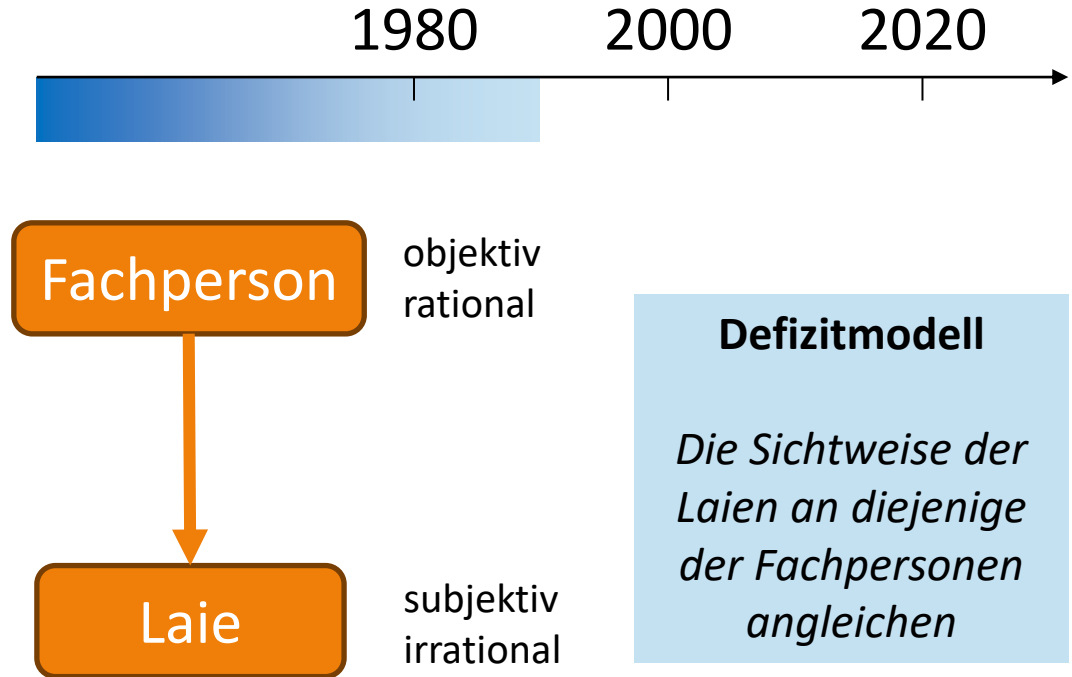 1980 2000 2020
Fachperson
objektiv
rational
Defizitmodell
Die Sichtweise der
Laien an diejenige
der Fachpersonen
angleichen
Laie
subjektiv
irrational